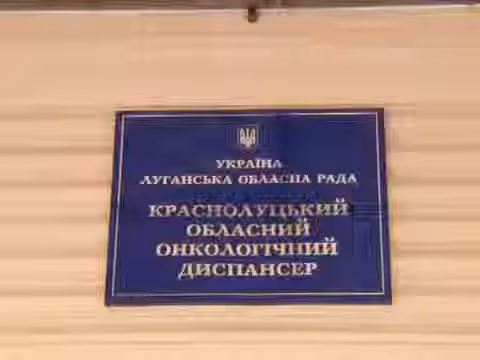 УКРАЇНА
ЛУГАНСЬКА ОБЛАСНА РАДА
КРАСНОЛУЦЬКИЙ
ОБЛАСНИЙ
ОНКОЛОГІЧНИЙ
ДИСПАНСЕР